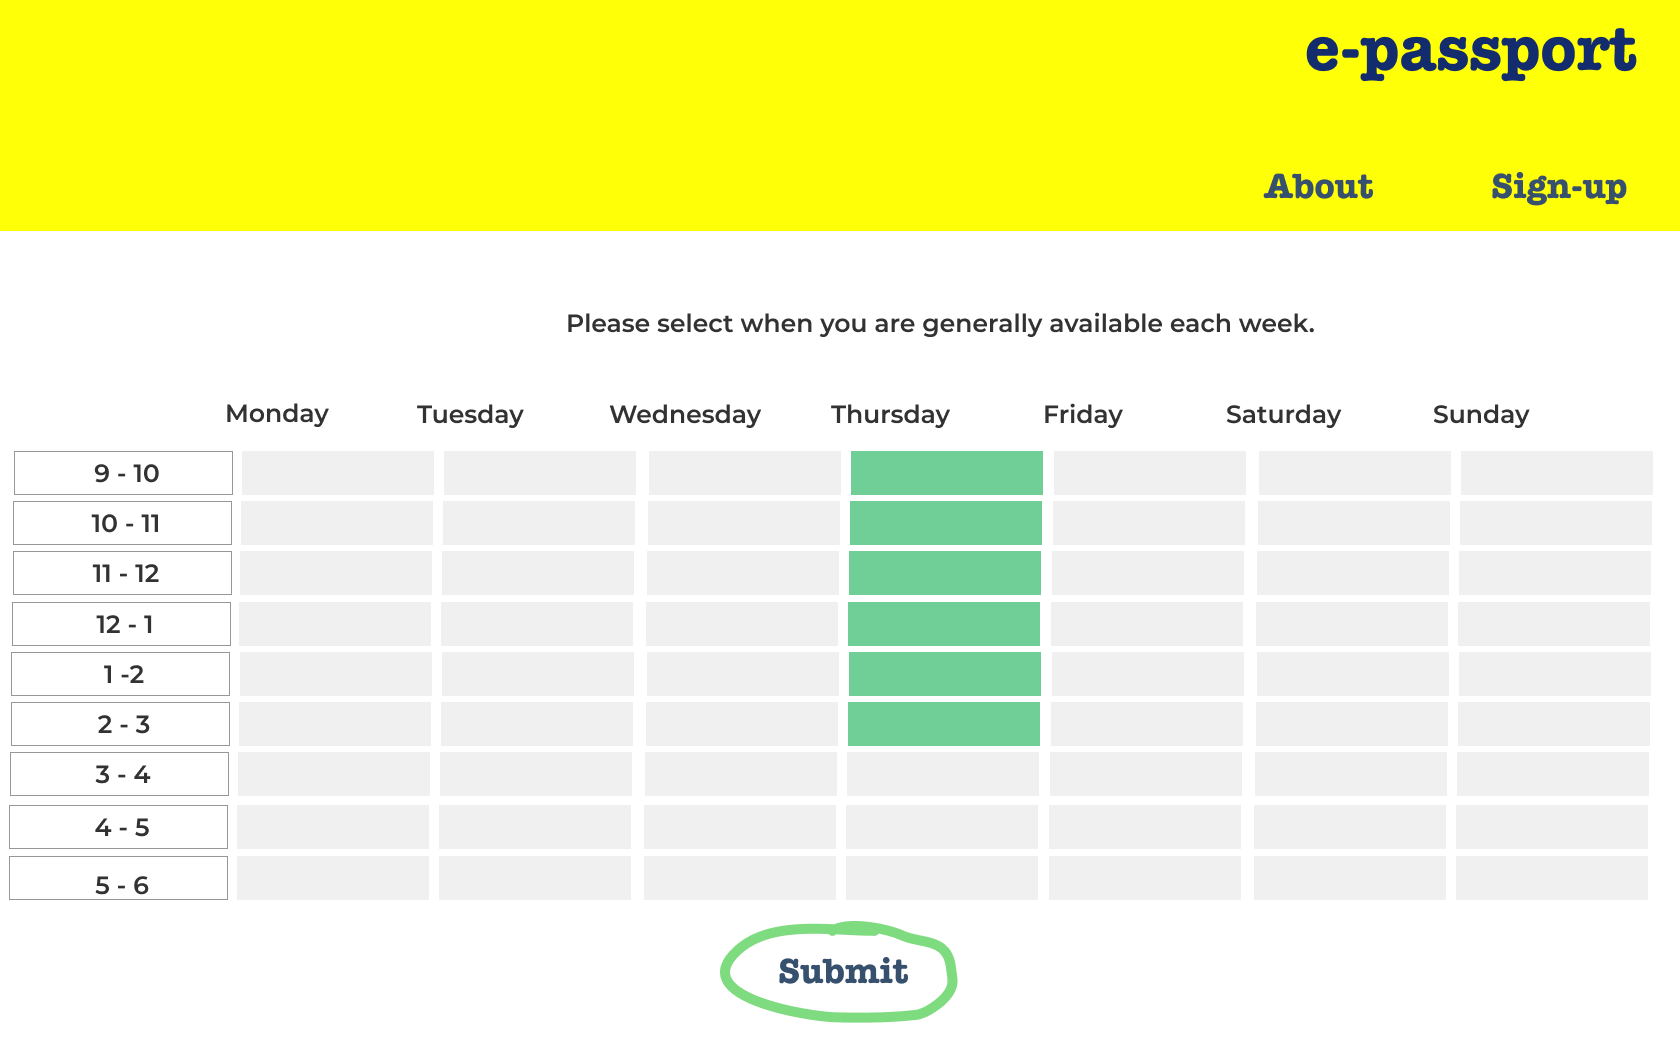 e-passport
About Sign-up
Please select when you are generally available each week.
Monday Tuesday Wednesday Thursday Friday Saturday Sunday
9 - 10
10 - 11
11 - 12
12 - 1
1 -2
2 - 3
3 - 4
4 - 5
5 - 6
Submit